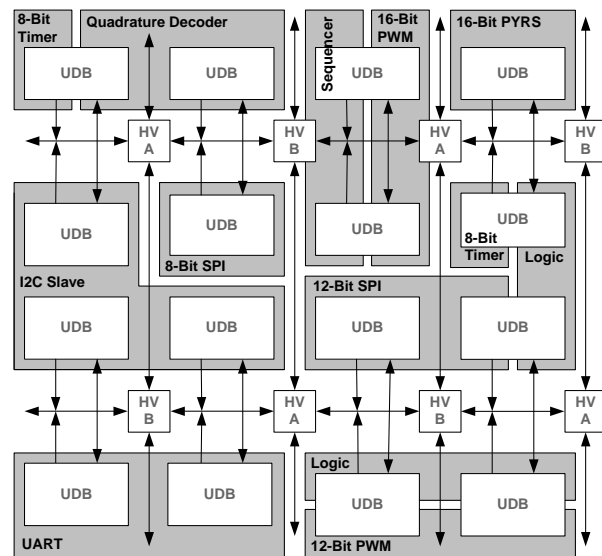 8-Bit
Timer
Quadrature Decoder
Sequencer
16-Bit
PWM
16-Bit PYRS
UDB
UDB
UDB
UDB
HV
A
HV
B
HV
A
HV
B
UDB
UDB
UDB
UDB
8-Bit
Timer
Logic
8-Bit SPI
I2C Slave
12-Bit SPI
UDB
UDB
UDB
UDB
HV
B
HV
A
HV
B
HV
A
Logic
UDB
UDB
UDB
UDB
UART
12-Bit PWM